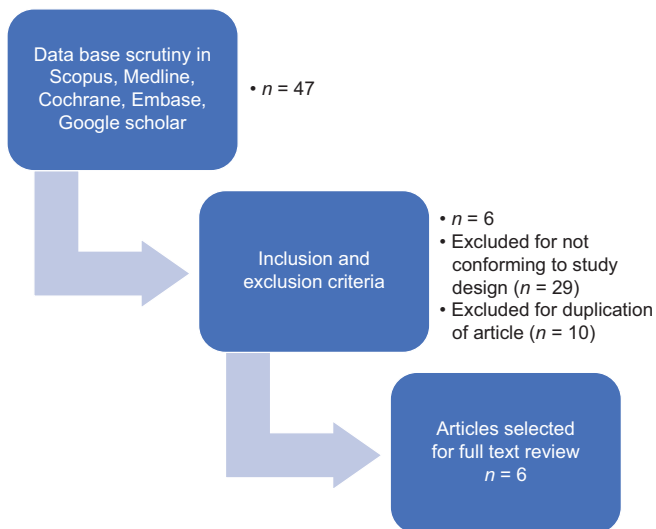 Data base scrutiny in
Scopus, Medline,
Cochrane, Embase,
Google scholar
• n = 47
Inclusion and
exclusion criteria
• n = 6
• Excluded for not
conforming to study
design (n = 29)
• Excluded for duplication
of article (n = 10)
Articles selected
for full text review
n = 6